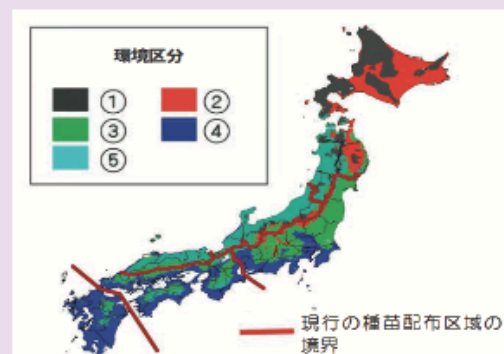 環境区分
① ②
③ ④
⑤
現行の種苗配布区域の
境界